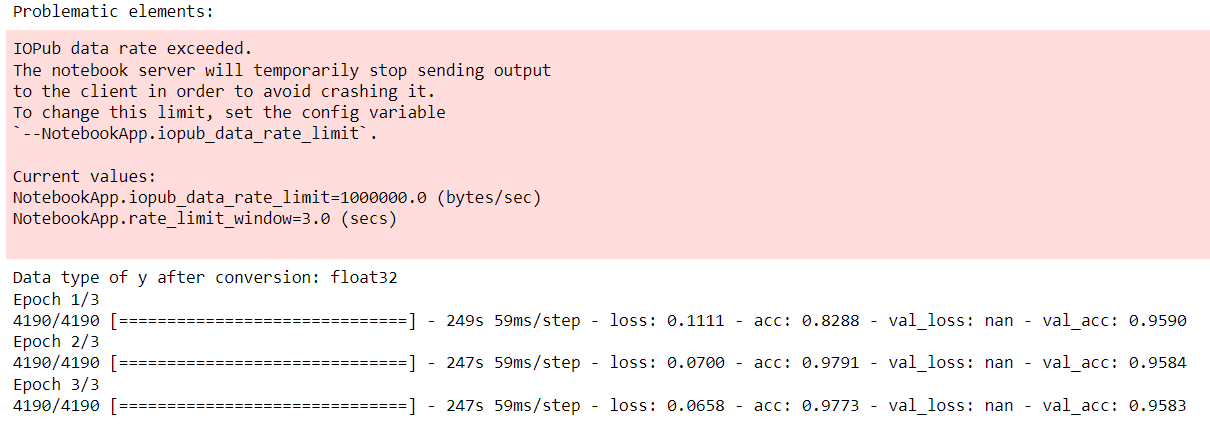 Problematic elements:
IOPub data rate exceeded.
The notebook server will temporarily stop sending output
to the client in order to avoid crashing it.
To change this limit, set the config variable
`--NotebookApp.iopub_data_rate_limit`.
Current values:
NotebookApp.iopub_data_rate_limit=1000000.0 (bytes/sec)
NotebookApp.rate_limit_window=3.0 (secs)
Data type of y after conversion: float32
Epoch 1/3
4190/4190 [==============================] - 249s 59ms/step - loss: 0.1111 - acc: 0.8288 - val_loss: nan - val_acc: 0.9590
Epoch 2/3
4190/4190 [==============================] - 247s 59ms/step - loss: 0.0700 - acc: 0.9791 - val_loss: nan - val_acc: 0.9584
Epoch 3/3
4190/4190 [==============================] - 247s 59ms/step - loss: 0.0658 - acc: 0.9773 - val_loss: nan - val_acc: 0.9583